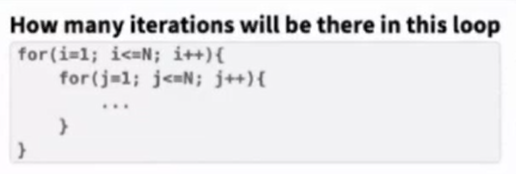 How many iterations will be there in this loop
for(i=1; i<=N; i++){
    for(j=1; j<=N; j++){
        ...
    }
}